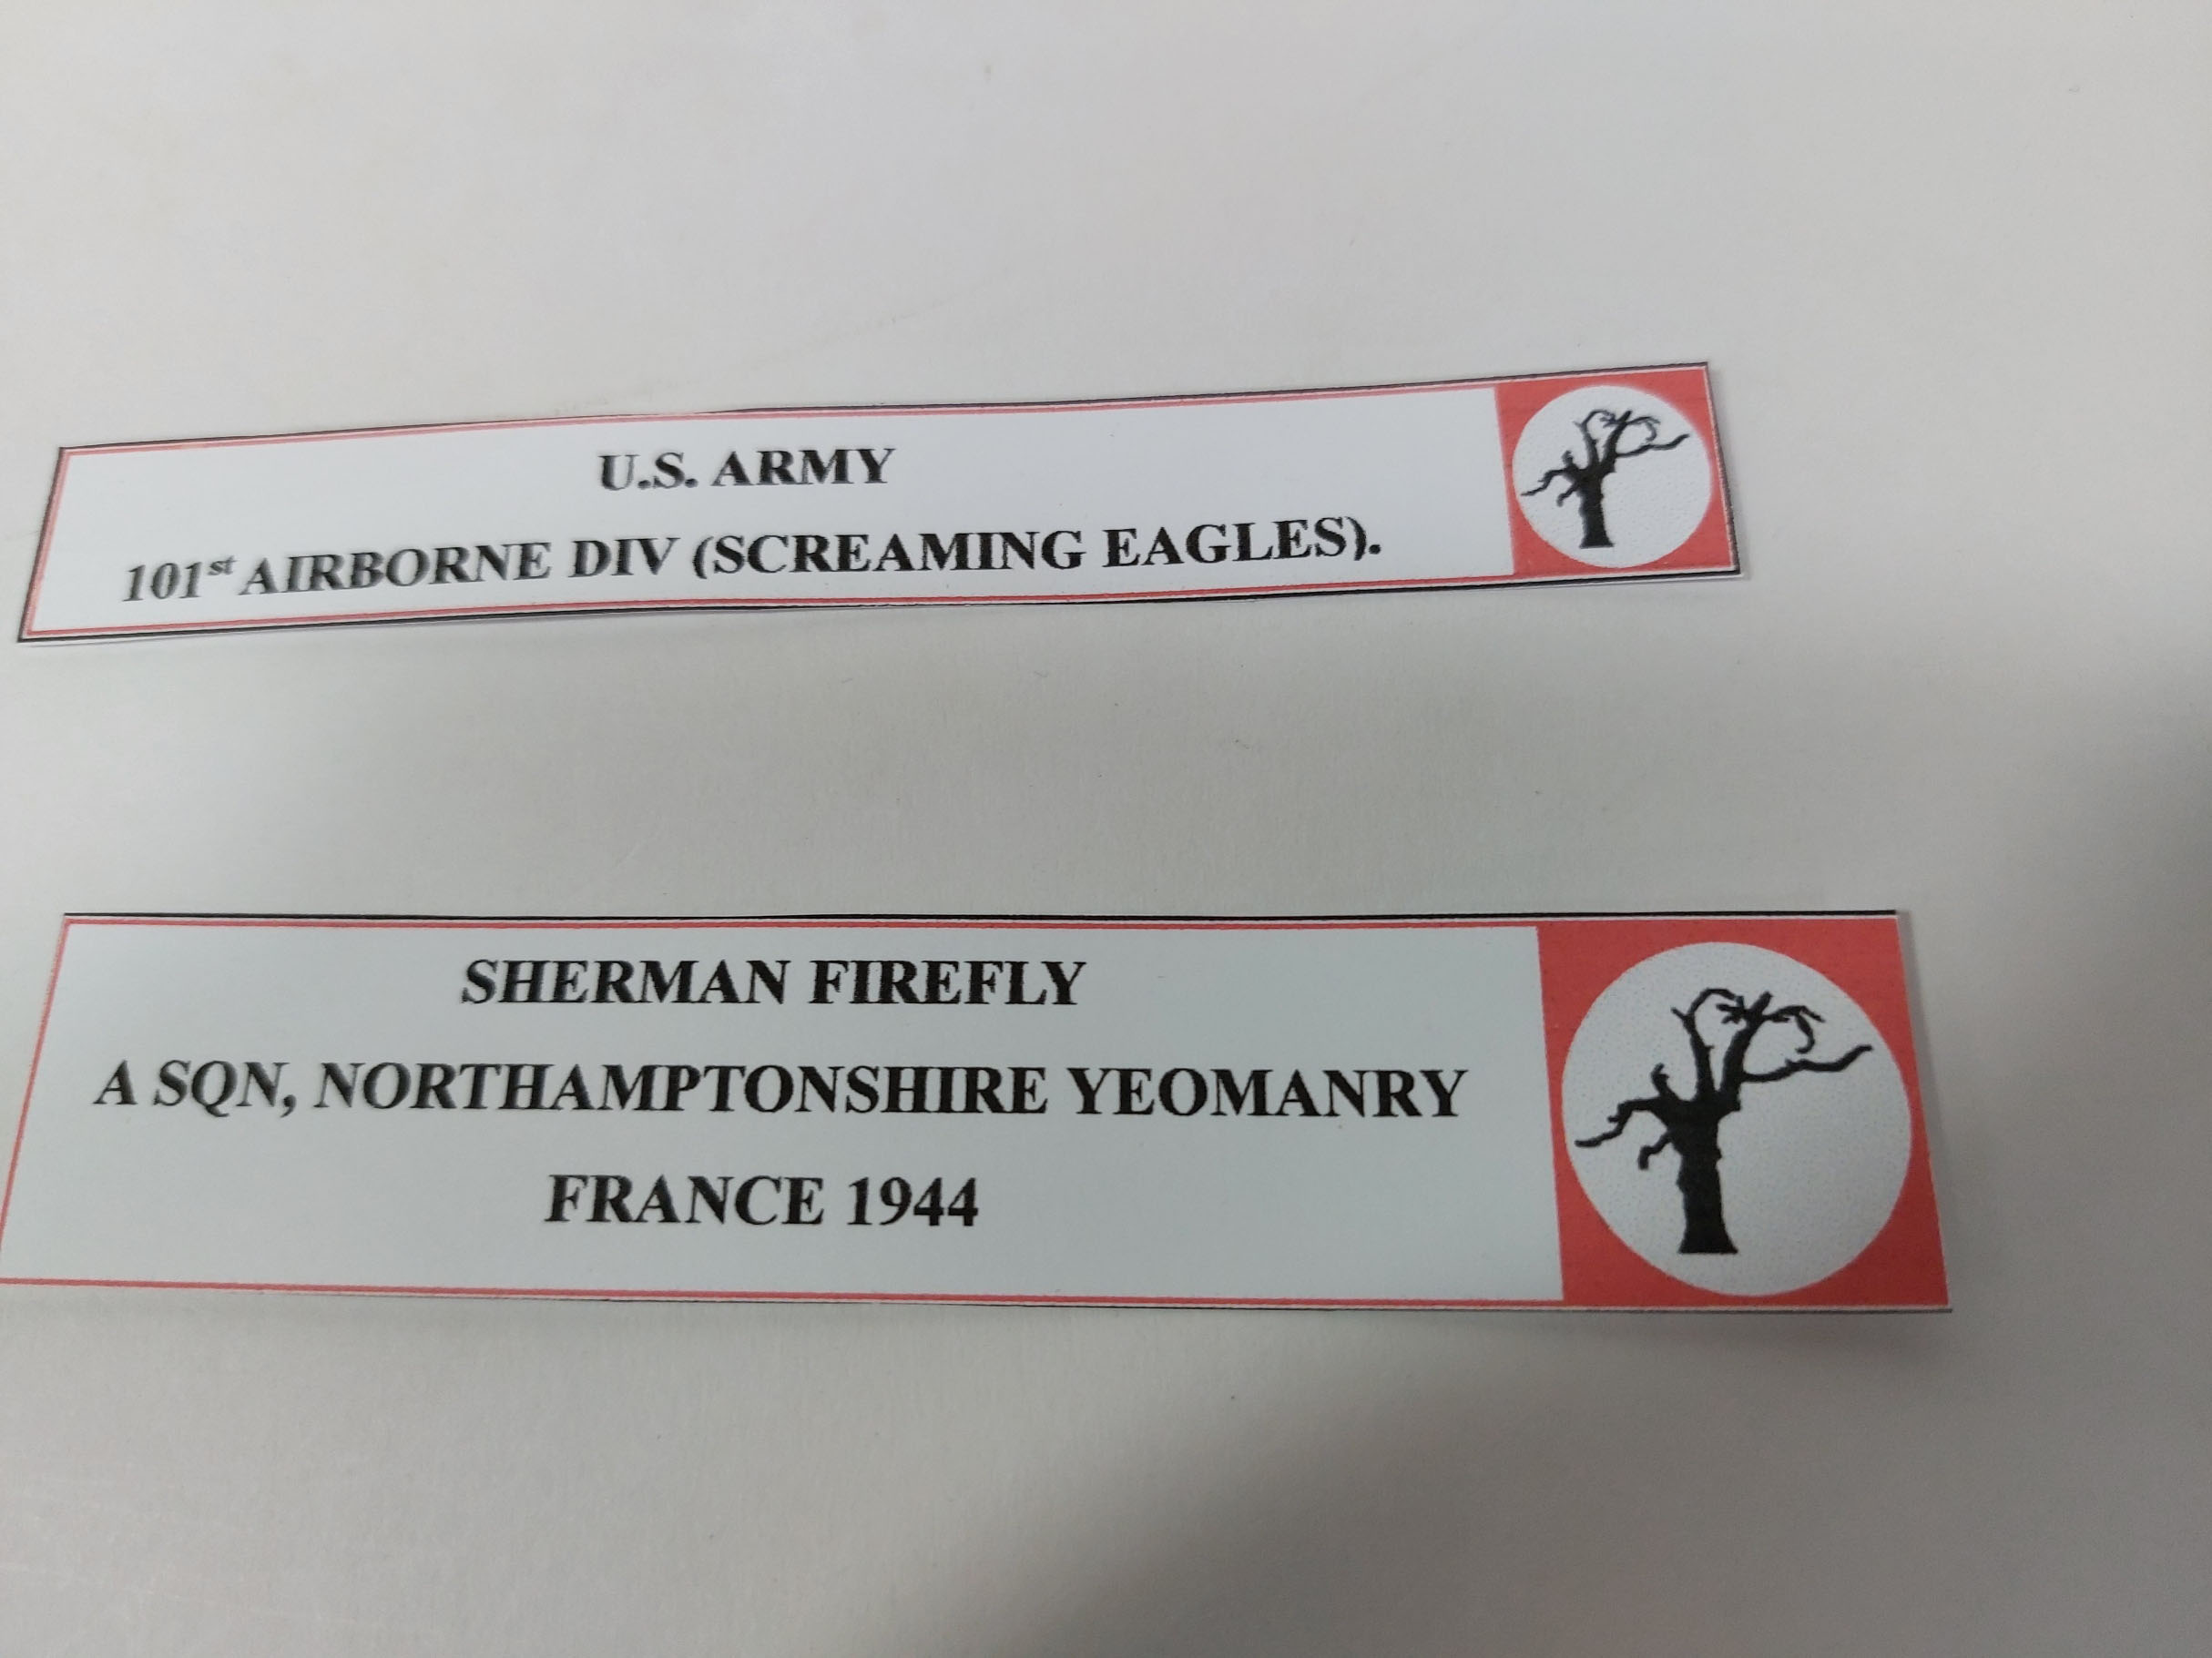 U.S. ARMY
101st AIRBORNE DIV (SCREAMING EAGLES).
SHERMAN FIREFLY
A SQN, NORTHAMPTONSHIRE YEOMANRY
FRANCE 1944